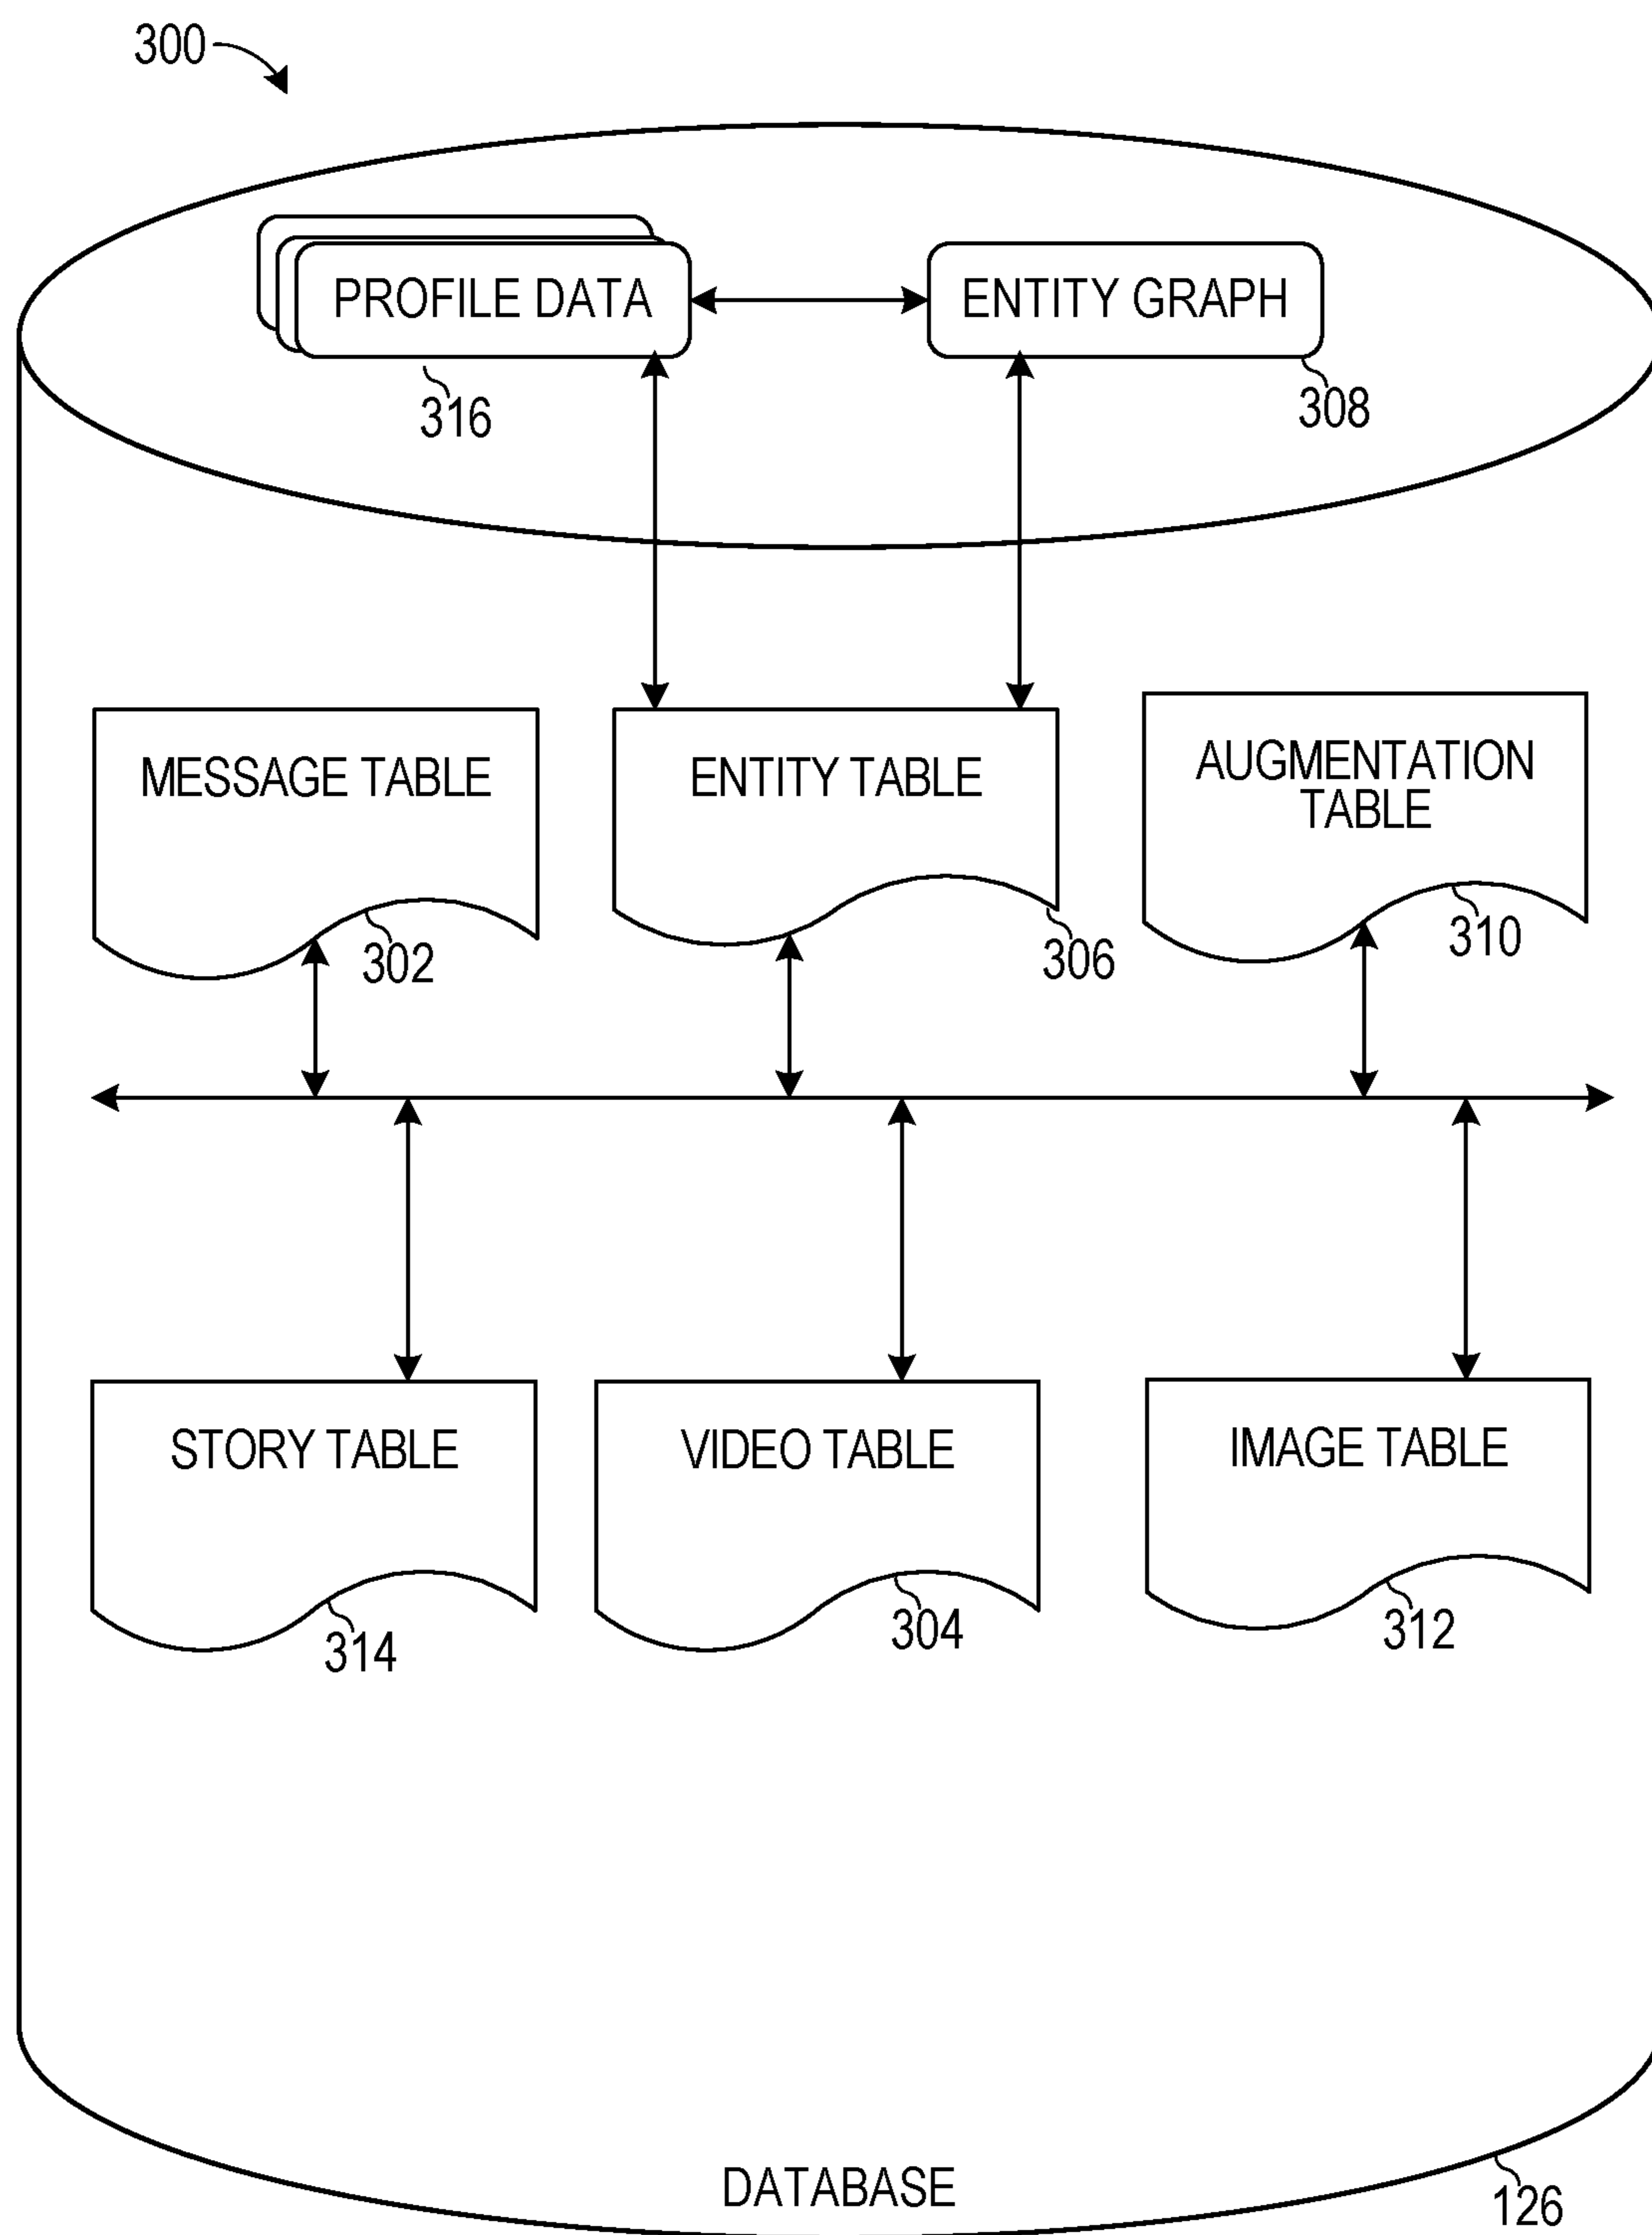 300
PROFILE DATA
ENTITY GRAPH
316
308
MESSAGE TABLE
ENTITY TABLE
AUGMENTATION
TABLE
302
306
310
STORY TABLE
VIDEO TABLE
IMAGE TABLE
314
304
312
DATABASE
126